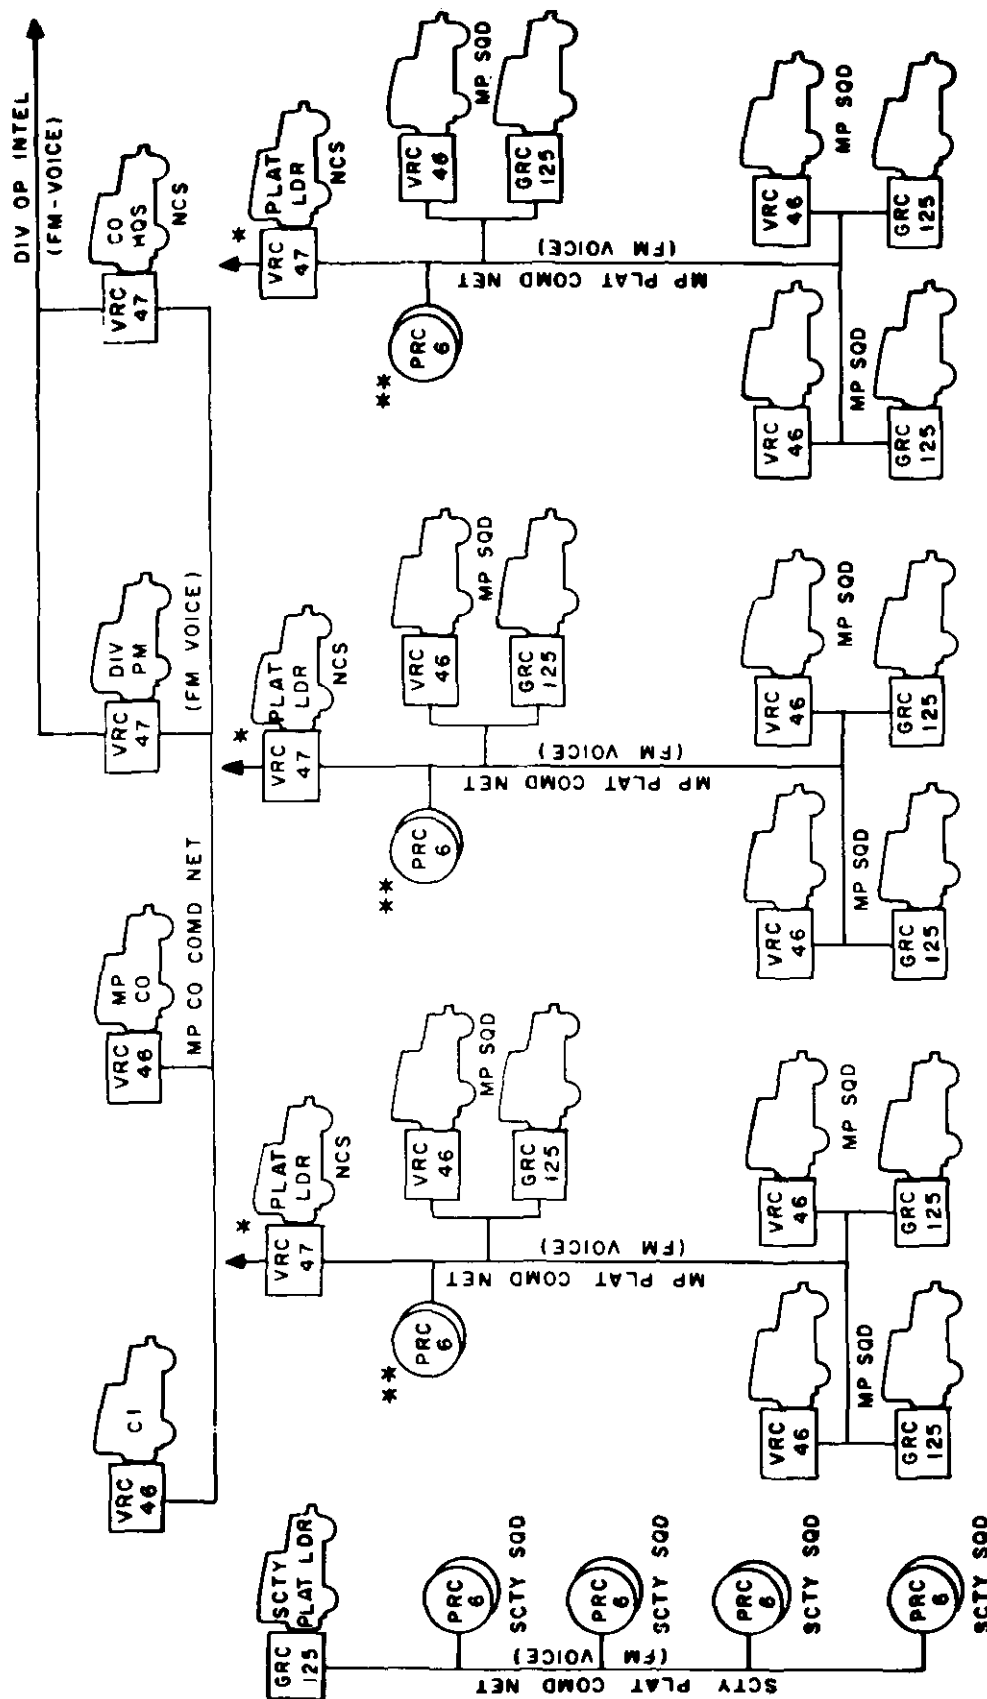 DIV OP INTEL
(FM-VOICE)
CI
VRC
46
MP
CO
VRC
46
MP CO COMD NET
DIV
PM
VRC
47
(FM VOICE)
CO
HQS
VRC
47
NCS
SCTY
PLAT LDR
GRC
125
SCTY PLAT COMD NET
(FM VOICE)
PRC
6
SCTY SQD
PRC
6
SCTY SQD
PRC
6
SCTY SQD
PRC
6
SCTY SQD
*
PLAT
LDR
VRC
47
NCS
**
PRC
6
MP PLAT COMD NET
(FM VOICE)
VRC
46
MP SQD
GRC
125
VRC
46
MP SQD
GRC
125
VRC
46
MP SQD
GRC
125
*
PLAT
LDR
VRC
47
NCS
**
PRC
6
MP PLAT COMD NET
(FM VOICE)
VRC
46
MP SQD
GRC
125
VRC
46
MP SQD
GRC
125
VRC
46
MP SQD
GRC
125
*
PLAT
LDR
VRC
47
NCS
**
PRC
6
MP PLAT COMD NET
(FM VOICE)
VRC
46
MP SQD
GRC
125
VRC
46
MP SQD
GRC
125
VRC
46
MP SQD
GRC
125